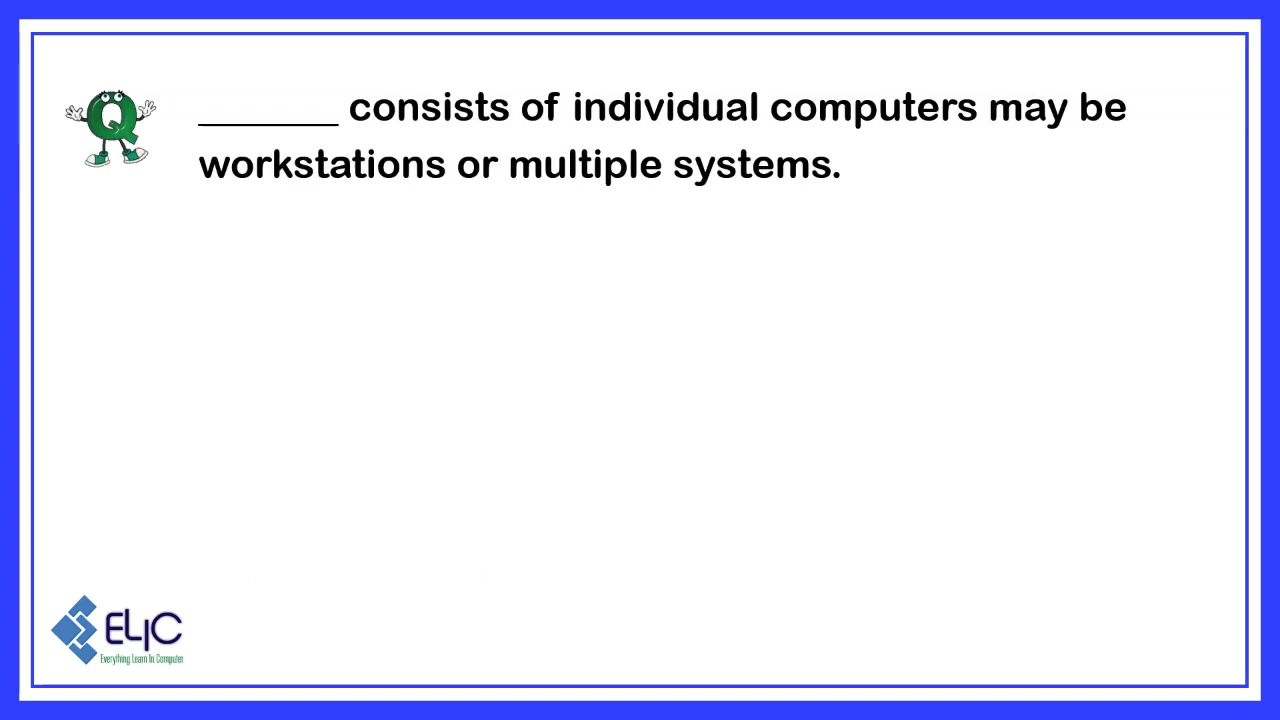 _______ consists of individual computers may be
workstations or multiple systems.
ELIC
Everything Learn In Computer